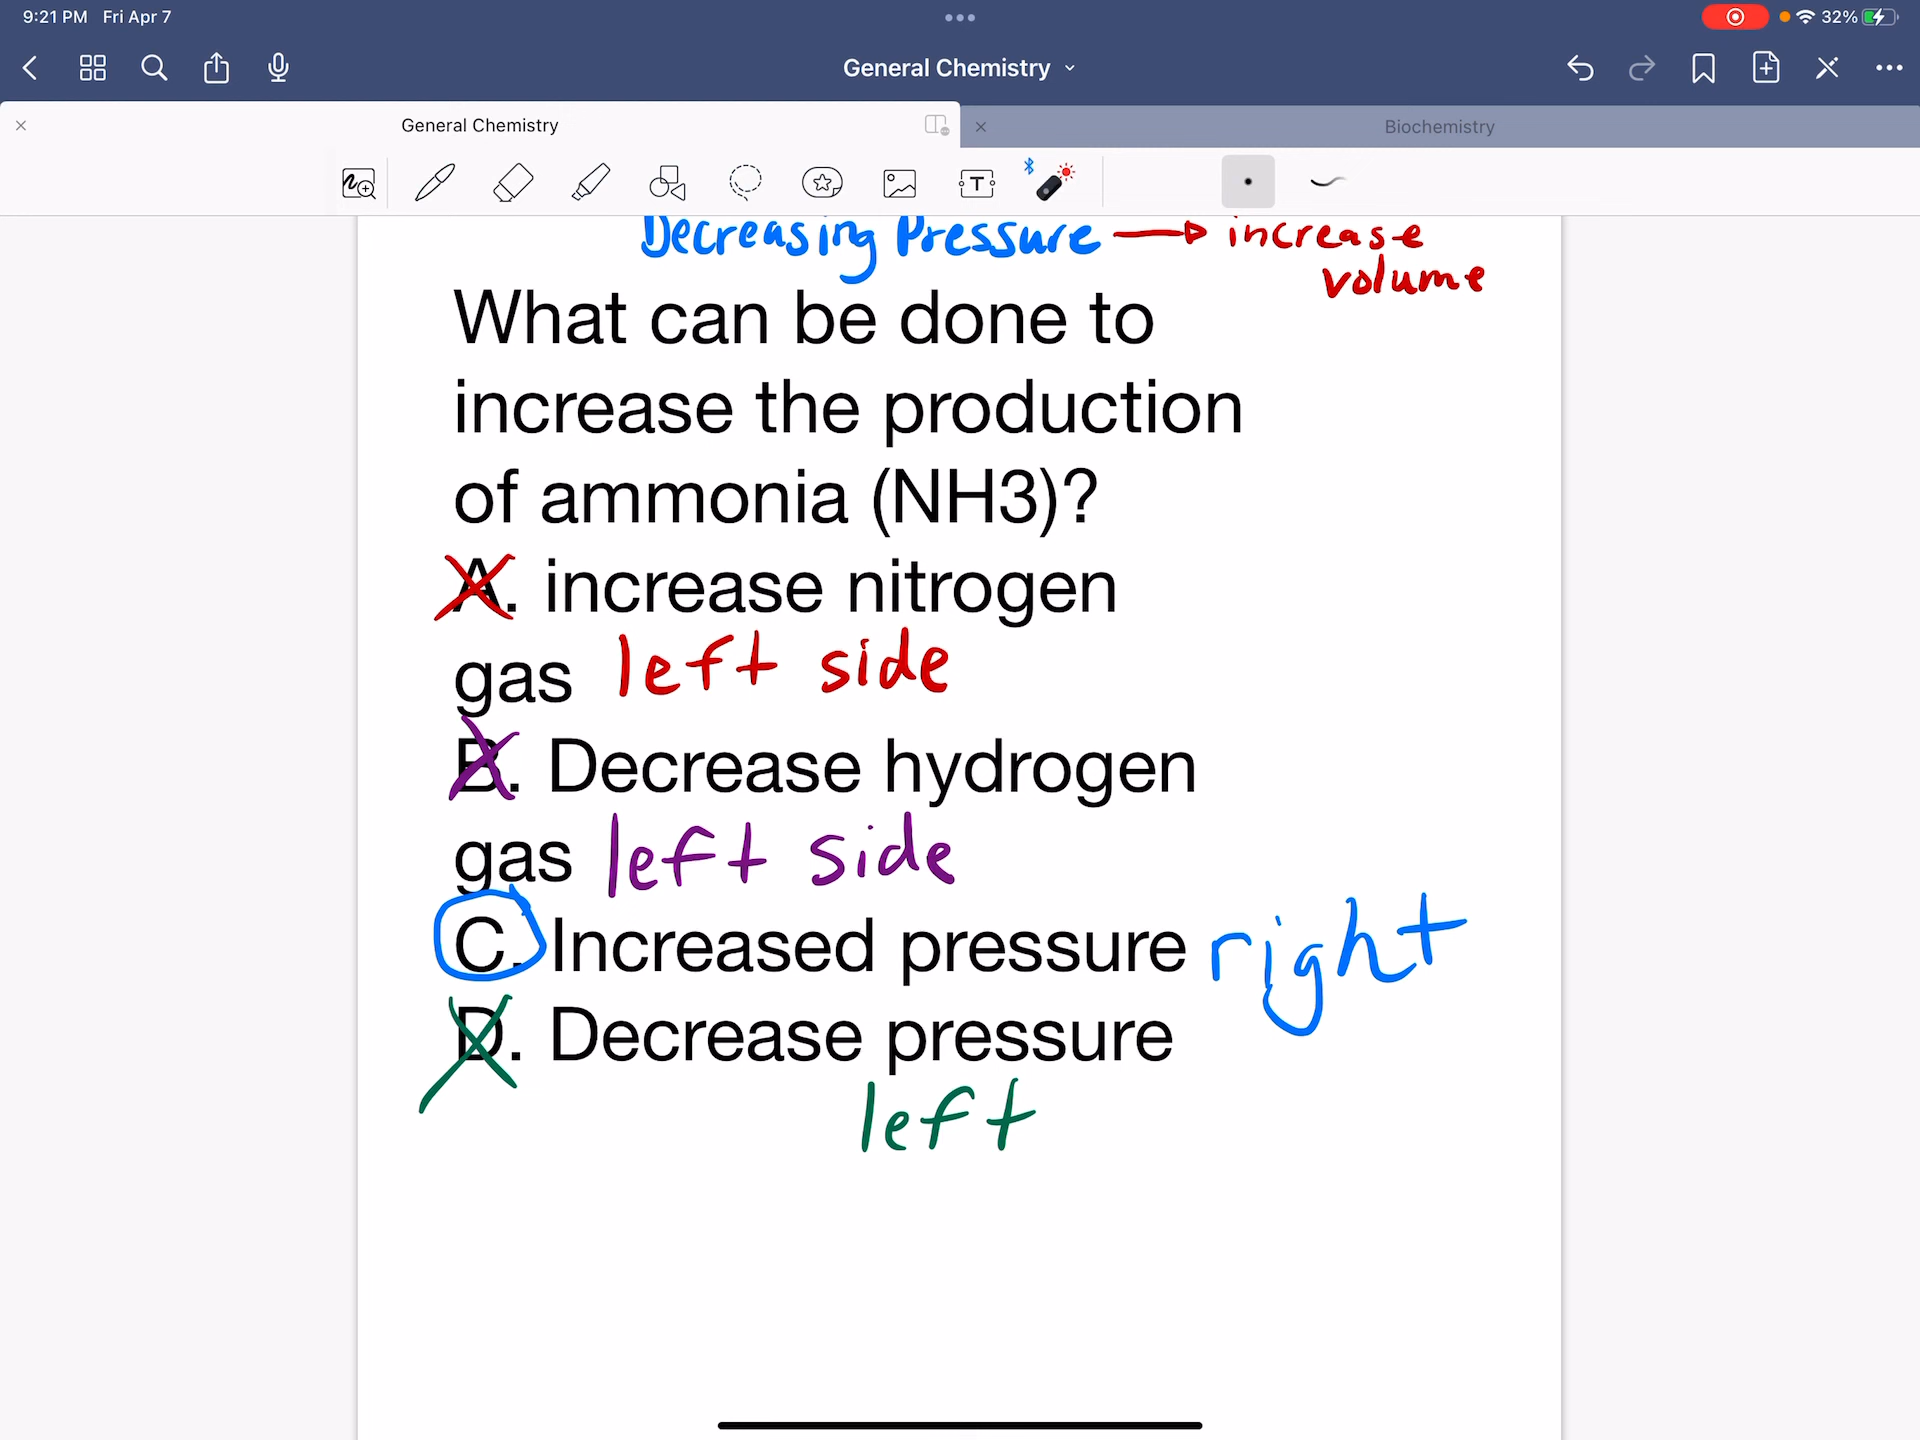 9:21 PM Fri Apr 7
32%
General Chemistry
General Chemistry
Biochemistry
T
Decreasing Pressure → increase
volume
What can be done to
increase the production
of ammonia (NH3)?
A. increase nitrogen
gas left side
B. Decrease hydrogen
gas left side
C. Increased pressure right
D. Decrease pressure
left